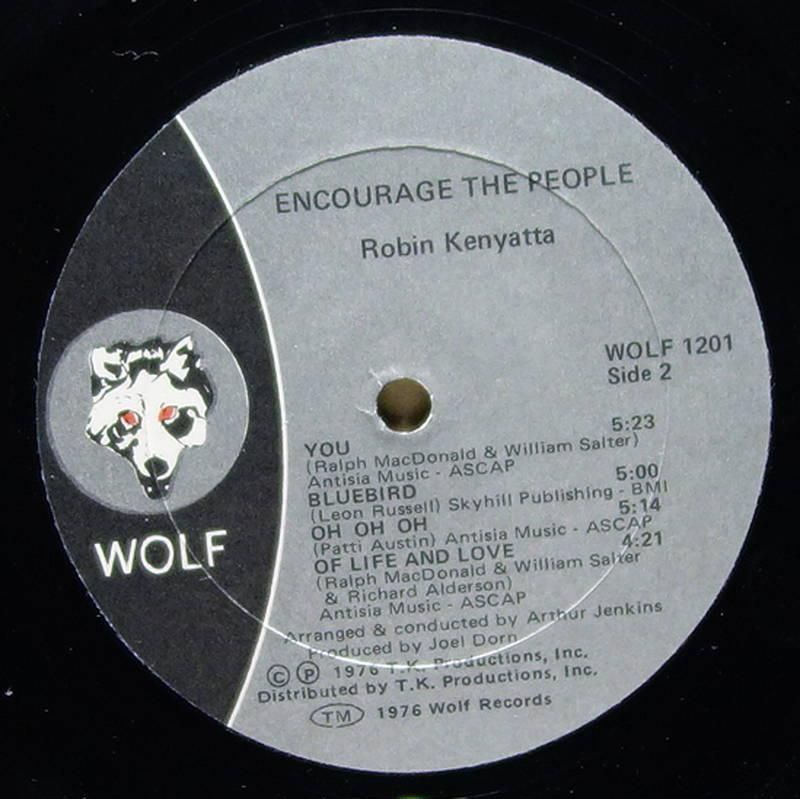 ENCOURAGE THE PEOPLE
Robin Kenyatta
WOLF 1201
Side 2
WOLF
YOU 5:23
(Ralph MacDonald & William Salter)
Antisia Music - ASCAP
BLUEBIRD 5:00
(Leon Russell) Skyhill Publishing - BMI
OH OH OH 5:14
(Patti Austin) Antisia Music - ASCAP
OF LIFE AND LOVE 4:21
(Ralph MacDonald & William Salter
& Richard Alderson)
Antisia Music - ASCAP
Arranged & conducted by Arthur Jenkins
Produced by Joel Dorn
© ℗ 1976 T.K. Productions, Inc.
Distributed by T.K. Productions, Inc.
TM 1976 Wolf Records